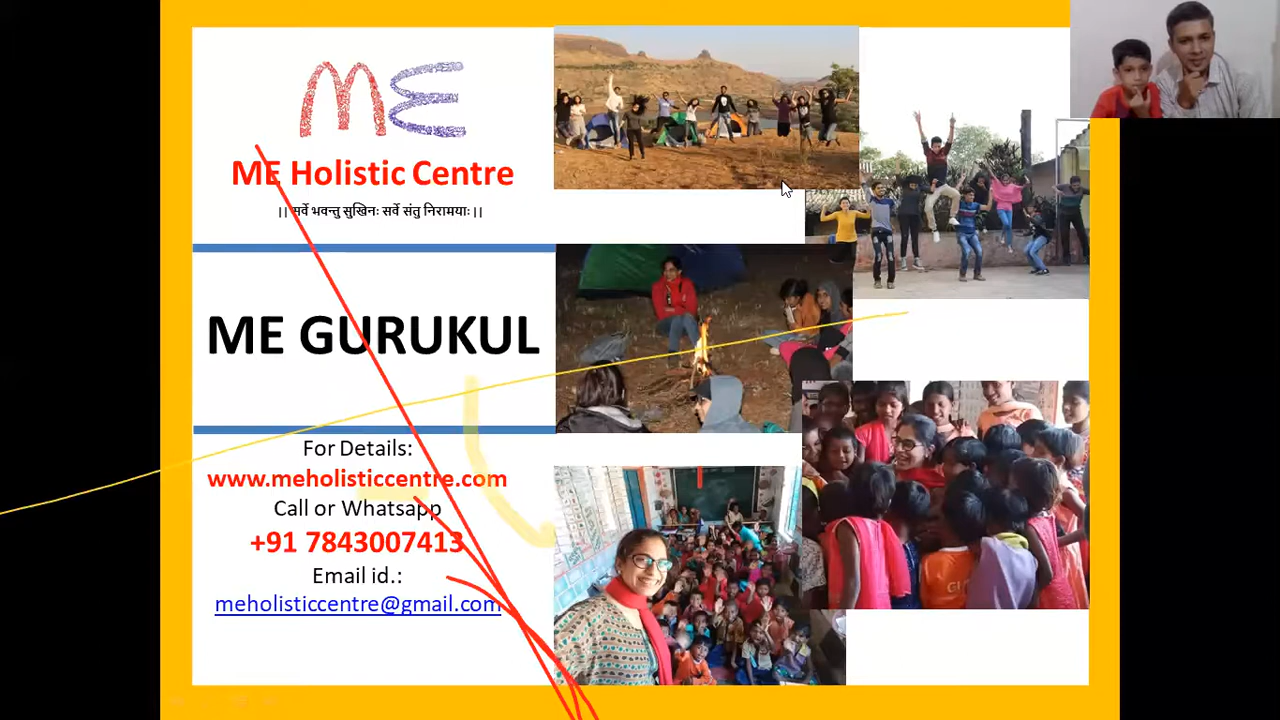 ME
ME Holistic Centre
।। सर्वे भवन्तु सुखिनः सर्वे संतु निरामयाः ।।
ME GURUKUL
For Details:
www.meholisticcentre.com
Call or Whatsapp
+91 7843007413
Email id.:
meholisticcentre@gmail.com